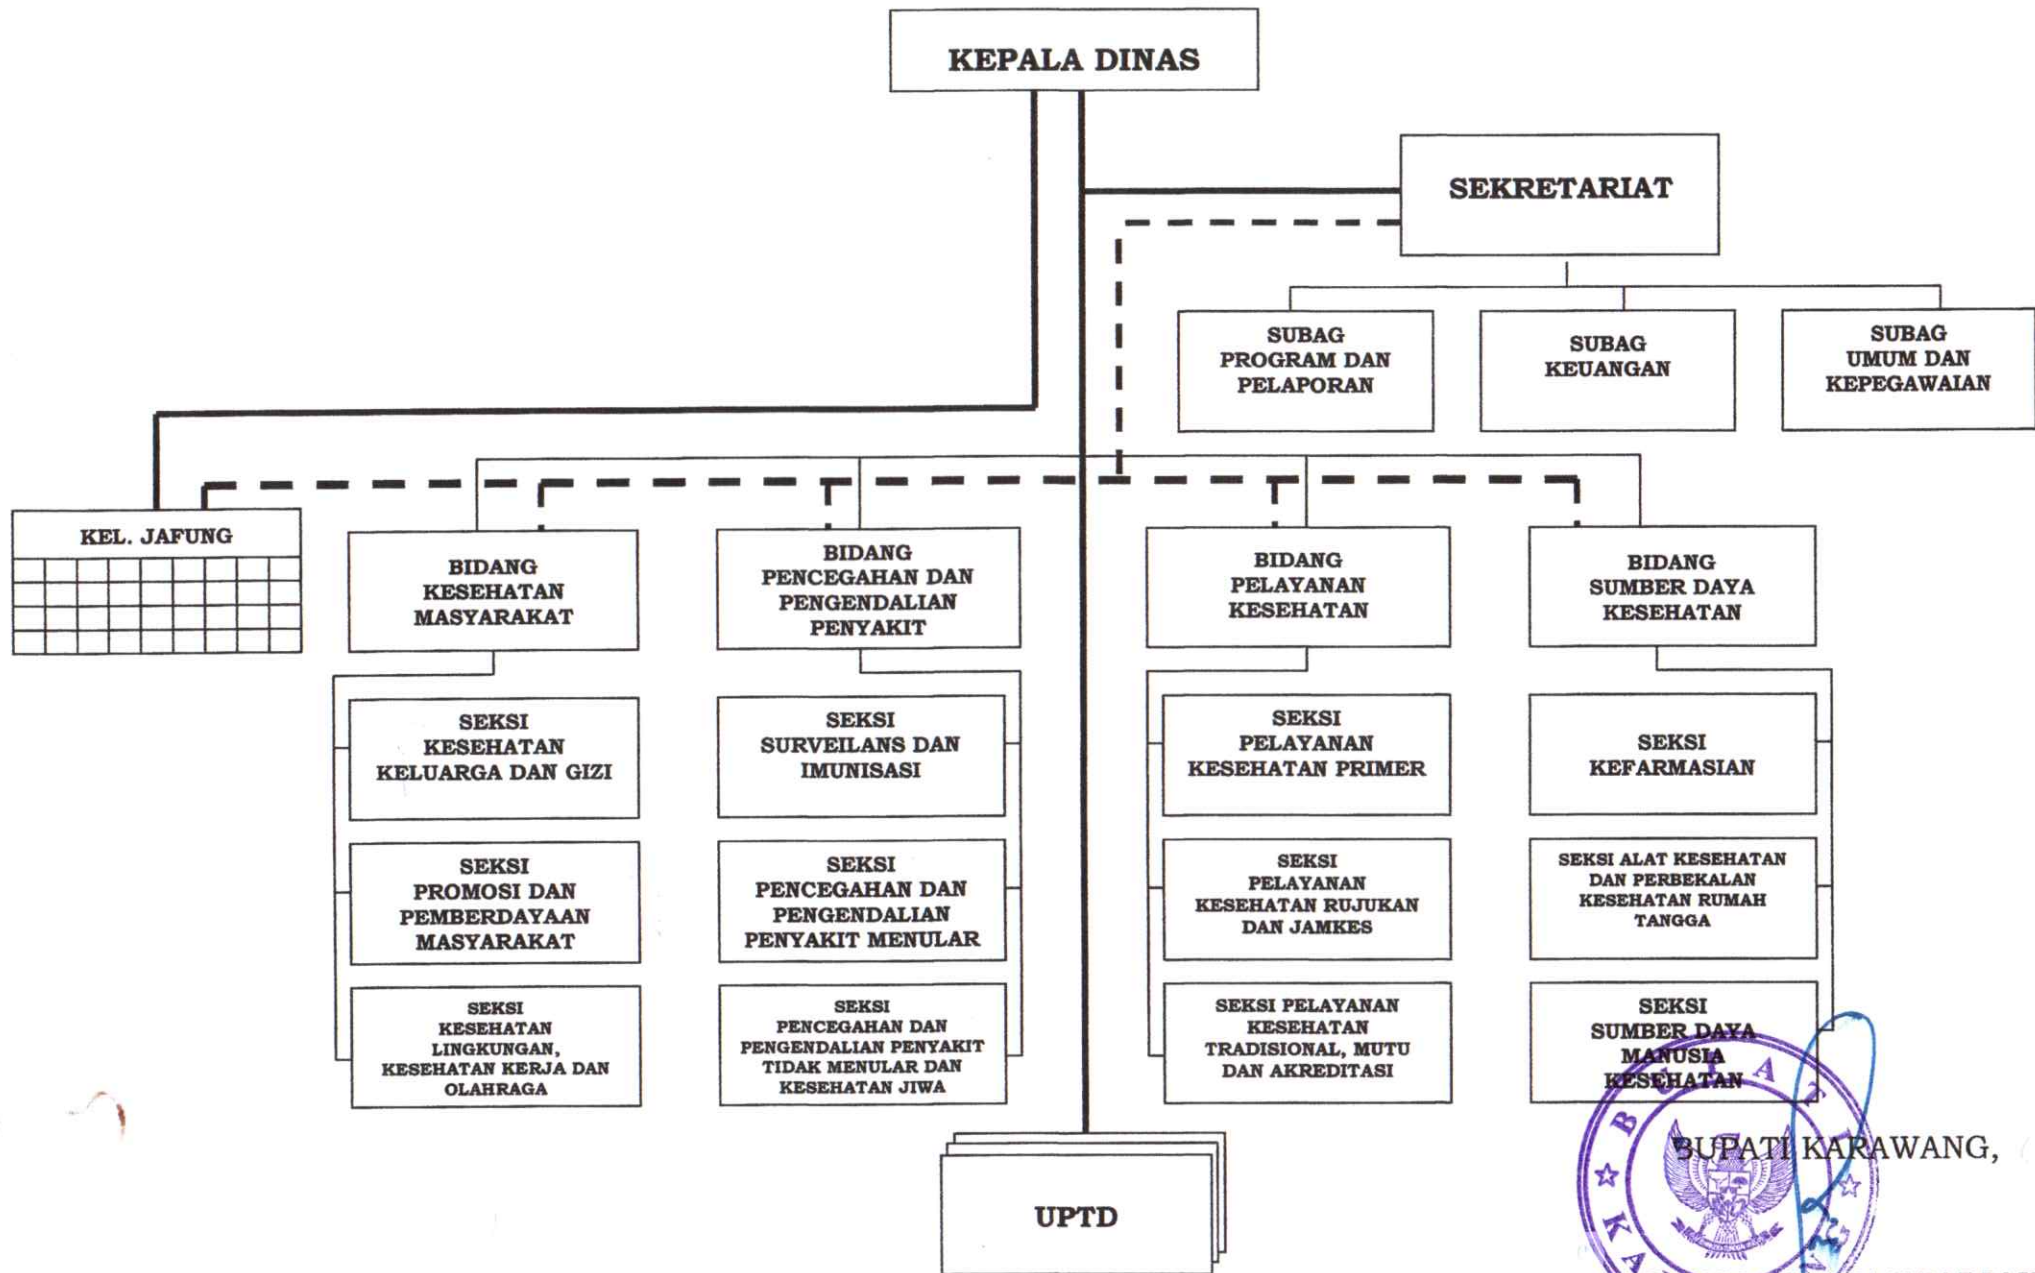 KEPALA DINAS
SEKRETARIAT
SUBAG
PROGRAM DAN
PELAPORAN
SUBAG
KEUANGAN
SUBAG
UMUM DAN
KEPEGAWAIAN
KEL. JAFUNG
BIDANG
KESEHATAN
MASYARAKAT
BIDANG
PENCEGAHAN DAN
PENGENDALIAN
PENYAKIT
BIDANG
PELAYANAN
KESEHATAN
BIDANG
SUMBER DAYA
KESEHATAN
SEKSI
KESEHATAN
KELUARGA DAN GIZI
SEKSI
SURVEILANS DAN
IMUNISASI
SEKSI
PELAYANAN
KESEHATAN PRIMER
SEKSI
KEFARMASIAN
SEKSI
PROMOSI DAN
PEMBERDAYAAN
MASYARAKAT
SEKSI
PENCEGAHAN DAN
PENGENDALIAN
PENYAKIT MENULAR
SEKSI
PELAYANAN
KESEHATAN RUJUKAN
DAN JAMKES
SEKSI ALAT KESEHATAN
DAN PERBEKALAN
KESEHATAN RUMAH
TANGGA
SEKSI
KESEHATAN
LINGKUNGAN,
KESEHATAN KERJA DAN
OLAHRAGA
SEKSI
PENCEGAHAN DAN
PENGENDALIAN PENYAKIT
TIDAK MENULAR DAN
KESEHATAN JIWA
SEKSI PELAYANAN
KESEHATAN
TRADISIONAL, MUTU
DAN AKREDITASI
SEKSI
SUMBER DAYA
MANUSIA
KESEHATAN
UPTD
BUPATI KARAWANG,
BUPATI